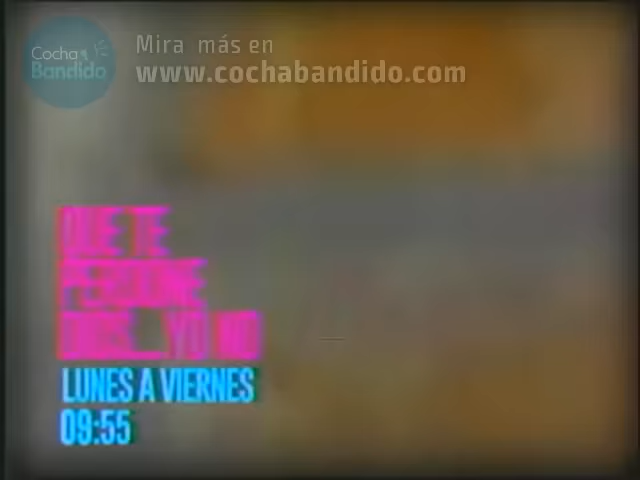 Cocha
Bandido
Mira más en
www.cochabandido.com
QUE TE
PERDONE
DIOS...YO NO
LUNES A VIERNES
09:55